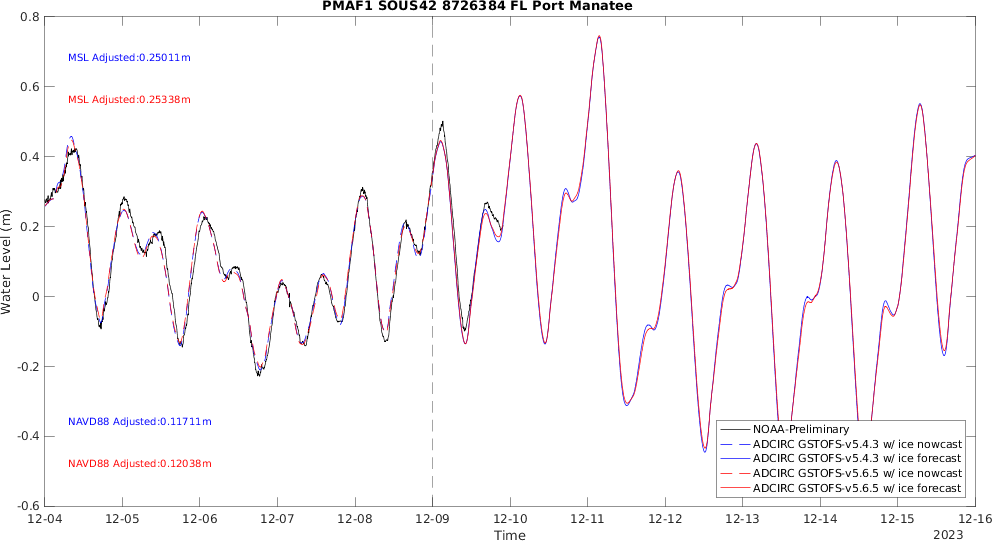 PMAF1 SOUS42 8726384 FL Port Manatee
0.8
0.6
0.4
0.2
0
-0.2
-0.4
-0.6
Water Level (m)
MSL Adjusted:0.25011m
MSL Adjusted:0.25338m
NAVD88 Adjusted:0.11711m
NAVD88 Adjusted:0.12038m
NOAA-Preliminary
ADCIRC GSTOFS-v5.4.3 w/ ice nowcast
ADCIRC GSTOFS-v5.4.3 w/ ice forecast
ADCIRC GSTOFS-v5.6.5 w/ ice nowcast
ADCIRC GSTOFS-v5.6.5 w/ ice forecast
12-04 12-05 12-06 12-07 12-08 12-09 12-10 12-11 12-12 12-13 12-14 12-15 12-16
Time
2023